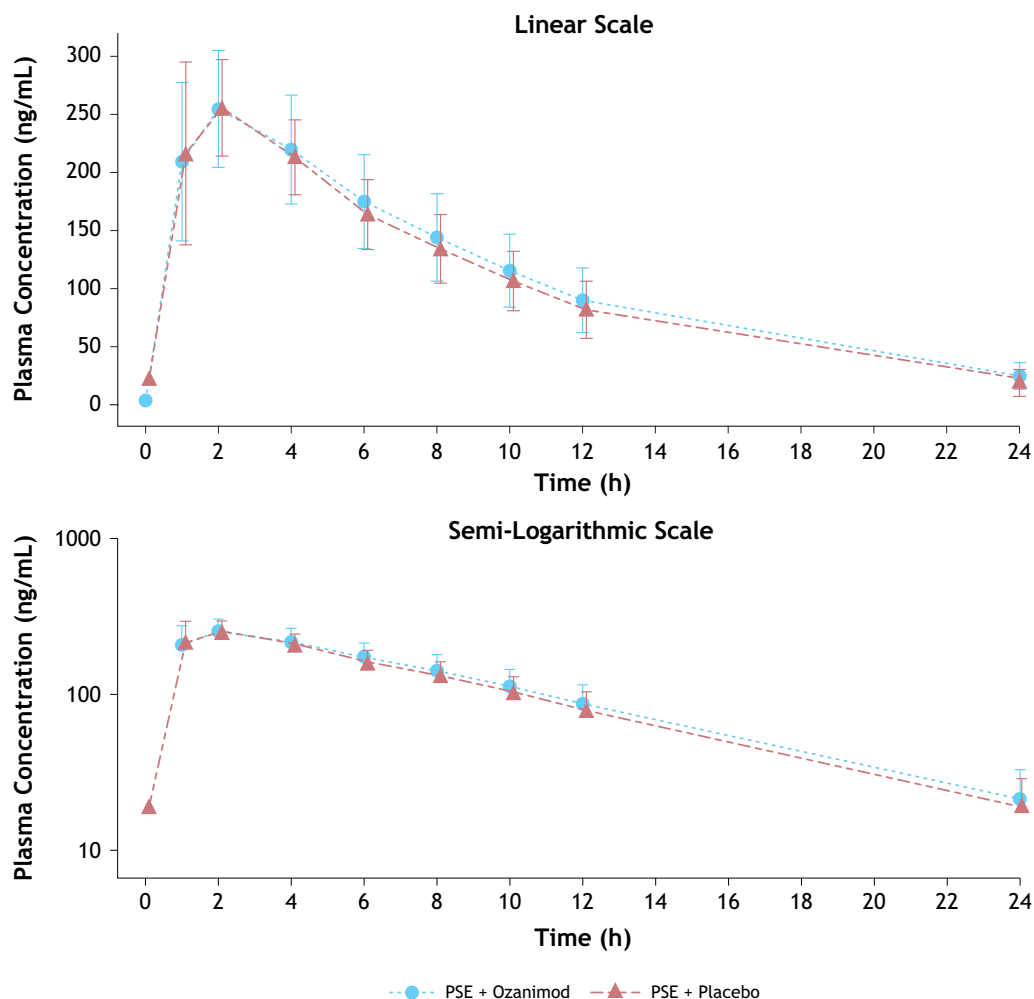 Linear Scale
Plasma Concentration (ng/mL)
300
250
200
150
100
50
0
0 2 4 6 8 10 12 14 16 18 20 22 24
Time (h)
Semi-Logarithmic Scale
Plasma Concentration (ng/mL)
1000
100
10
0 2 4 6 8 10 12 14 16 18 20 22 24
Time (h)
PSE + Ozanimod PSE + Placebo